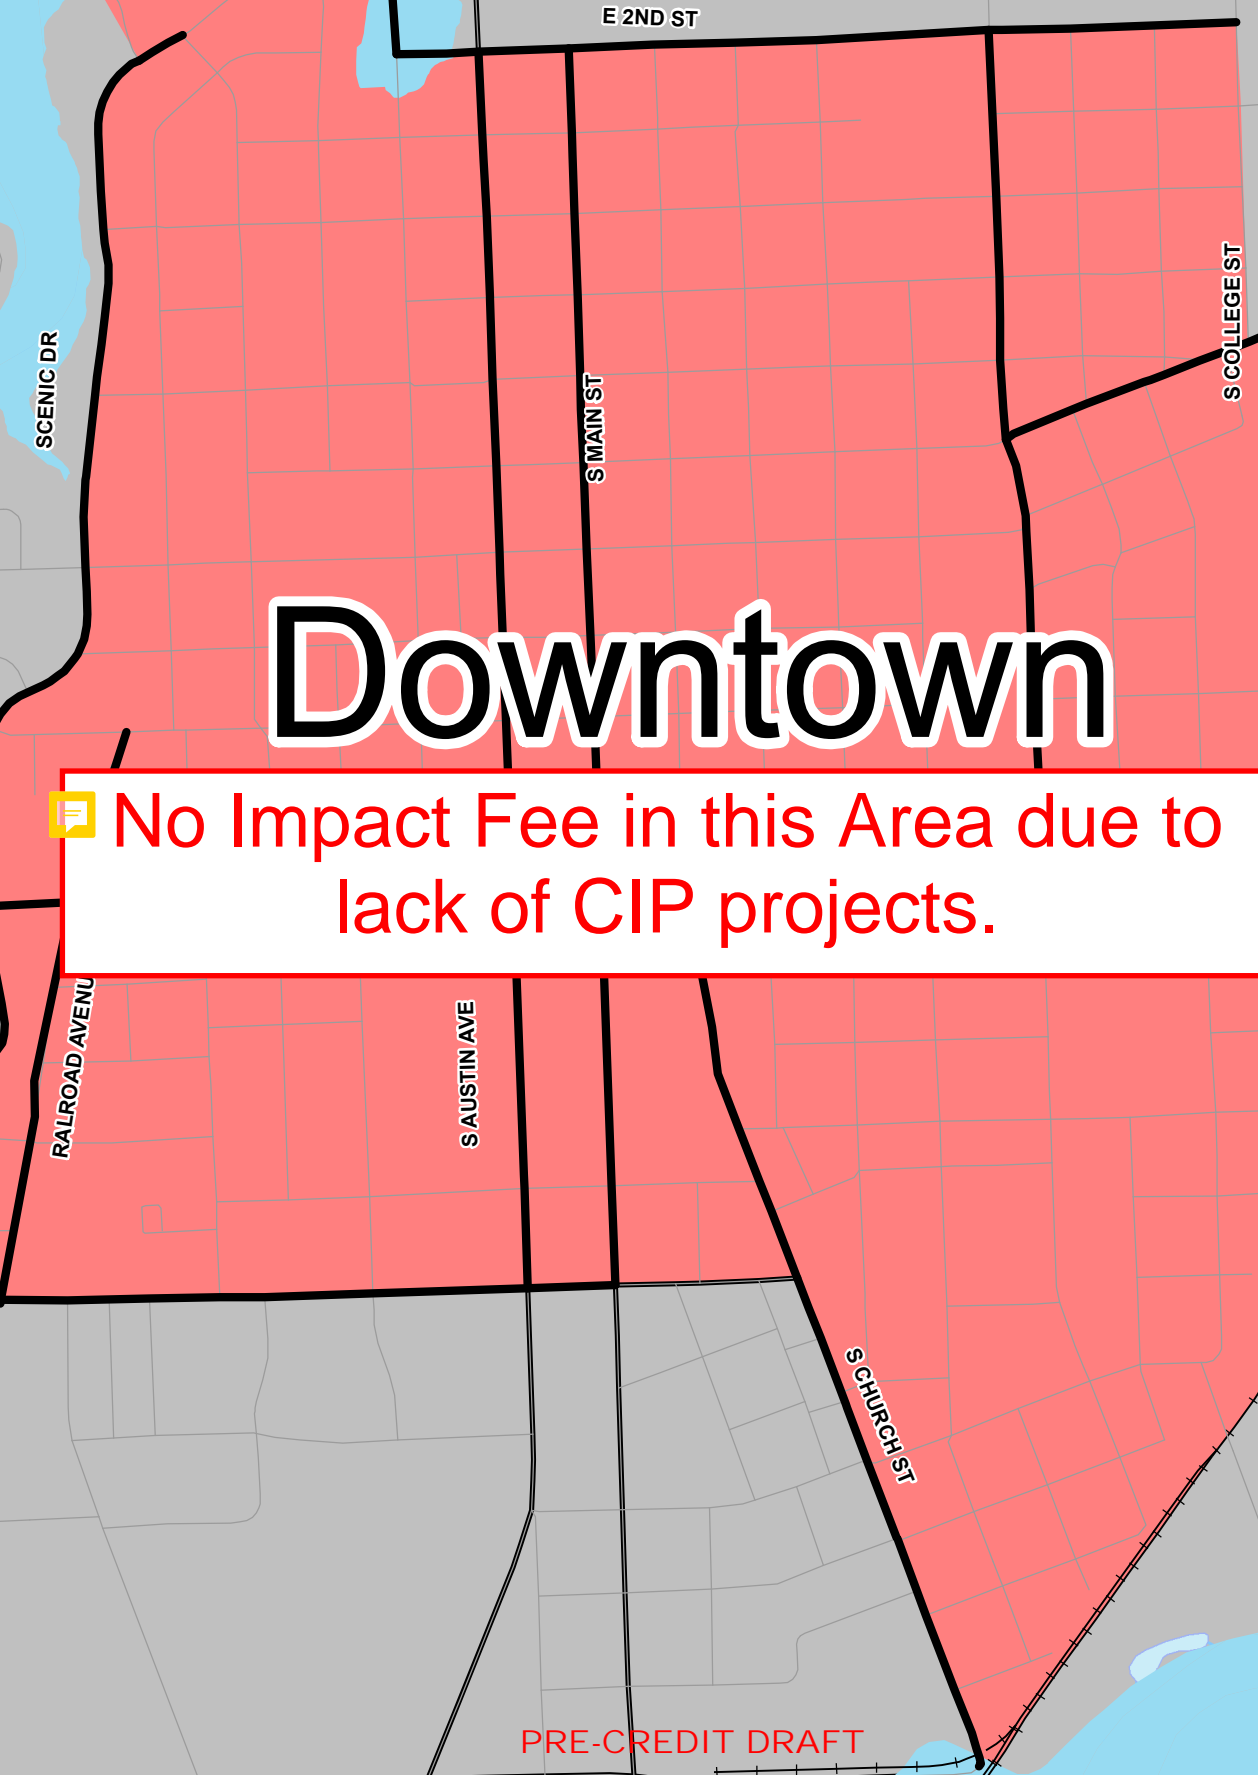 E 2ND ST
S COLLEGE ST
SCENIC DR
S MAIN ST
Downtown
No Impact Fee in this Area due to
lack of CIP projects.
RALROAD AVENU
S AUSTIN AVE
S CHURCH ST
PRE-CREDIT DRAFT